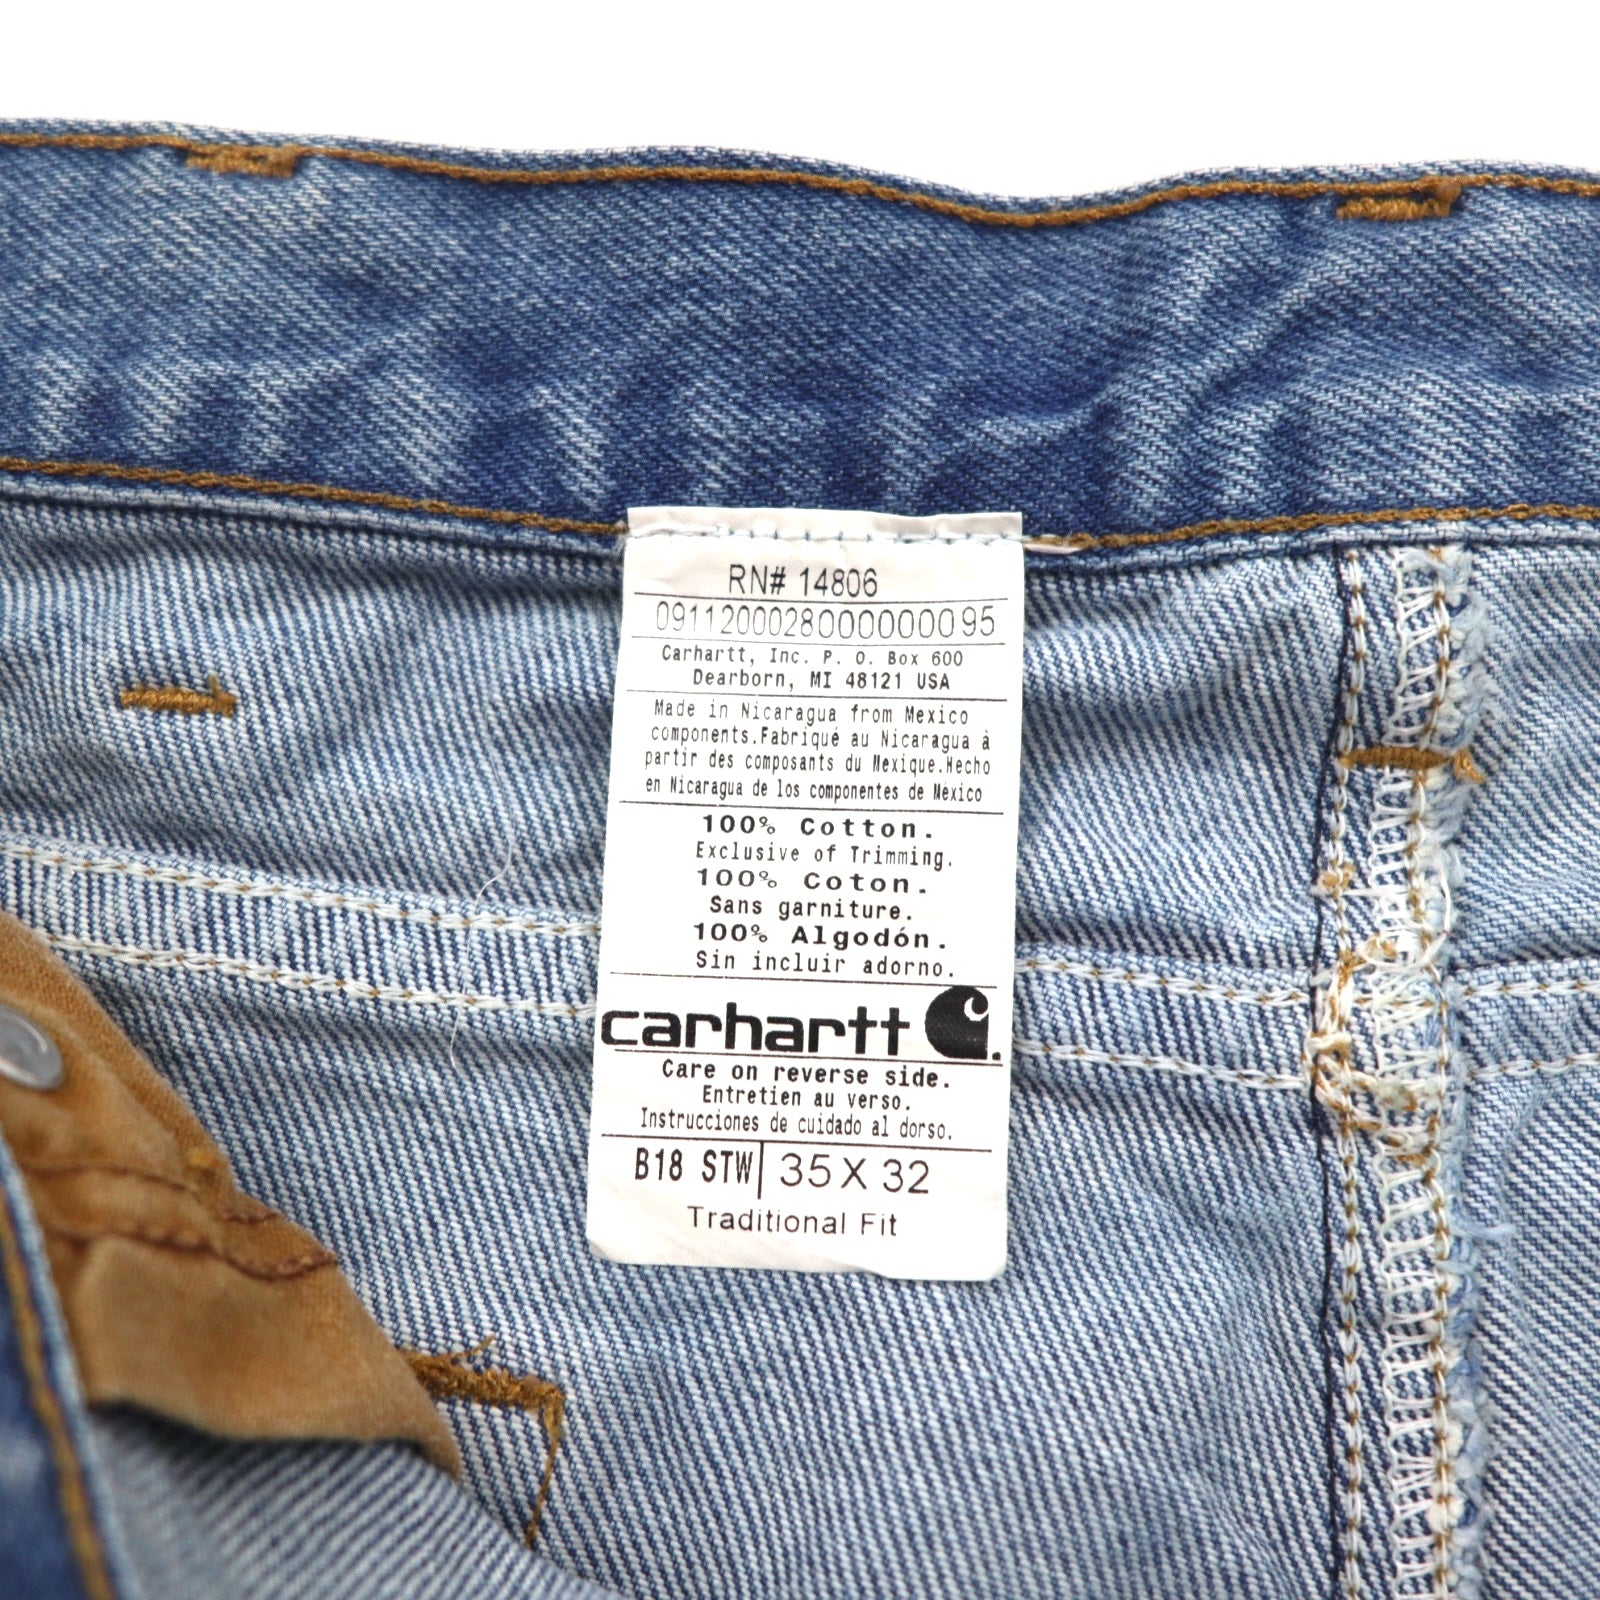 RN# 14806
091120002800000000095
Carhartt, Inc. P. O. Box 600
Dearborn, MI 48121 USA
Made in Nicaragua from Mexico
components.Fabriqué au Nicaragua à
partir des composants du Mexique.Hecho
en Nicaragua de los componentes de México
100% Cotton.
Exclusive of Trimming.
100% Coton.
Sans garniture.
100% Algodón.
Sin incluir adorno.
carhartt
Care on reverse side.
Entretien au verso.
Instrucciones de cuidado al dorso.
B18 STW 35 X 32
Traditional Fit